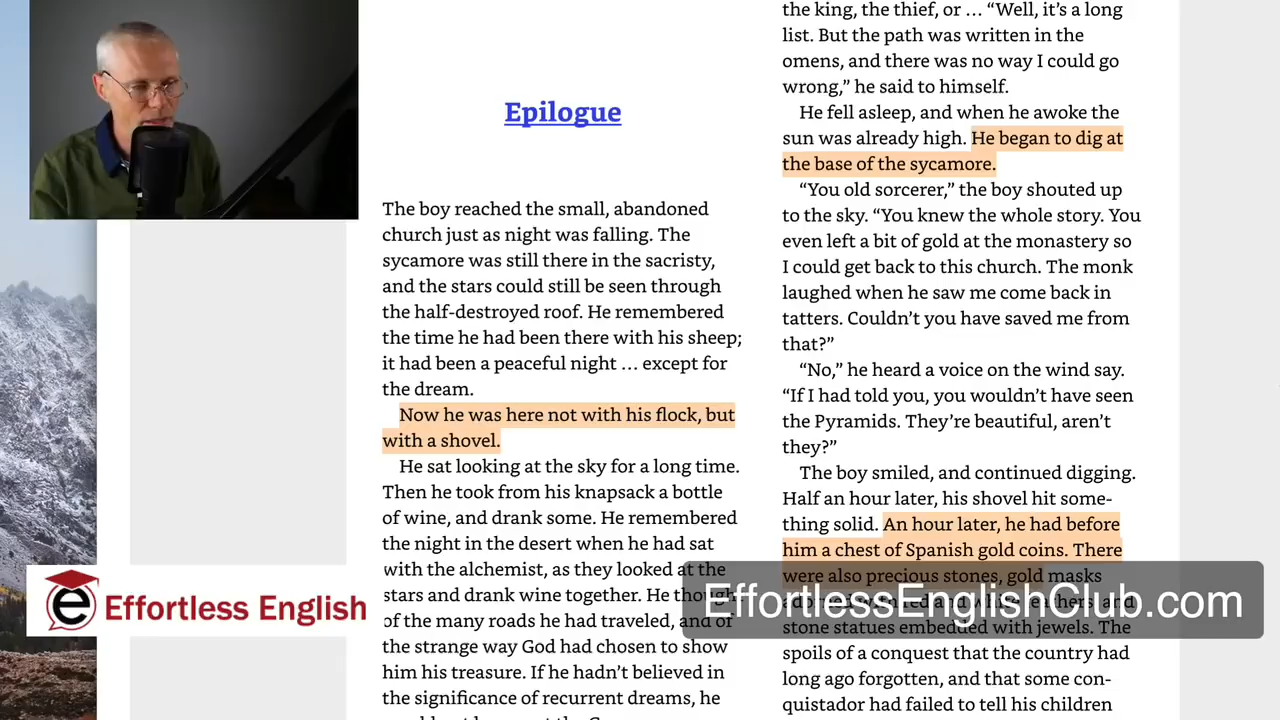 Epilogue
The boy reached the small, abandoned
church just as night was falling. The
sycamore was still there in the sacristy,
and the stars could still be seen through
the half-destroyed roof. He remembered
the time he had been there with his sheep;
it had been a peaceful night … except for
the dream.
Now he was here not with his flock, but
with a shovel.
He sat looking at the sky for a long time.
Then he took from his knapsack a bottle
of wine, and drank some. He remembered
the night in the desert when he had sat
with the alchemist, as they looked at the
stars and drank wine together. He though
of the many roads he had traveled, and of
the strange way God had chosen to show
him his treasure. If he hadn’t believed in
the significance of recurrent dreams, he
the king, the thief, or … “Well, it’s a long
list. But the path was written in the
omens, and there was no way I could go
wrong,” he said to himself.
He fell asleep, and when he awoke the
sun was already high. He began to dig at
the base of the sycamore.
“You old sorcerer,” the boy shouted up
to the sky. “You knew the whole story. You
even left a bit of gold at the monastery so
I could get back to this church. The monk
laughed when he saw me come back in
tatters. Couldn’t you have saved me from
that?”
“No,” he heard a voice on the wind say.
“If I had told you, you wouldn’t have seen
the Pyramids. They’re beautiful, aren’t
they?”
The boy smiled, and continued digging.
Half an hour later, his shovel hit some-
thing solid. An hour later, he had before
him a chest of Spanish gold coins. There
were also precious stones, gold masks
adorned with red and white feathers, and
stone statues embedded with jewels. The
spoils of a conquest that the country had
long ago forgotten, and that some con-
quistador had failed to tell his children
e Effortless English
EffortlessEnglishClub.com